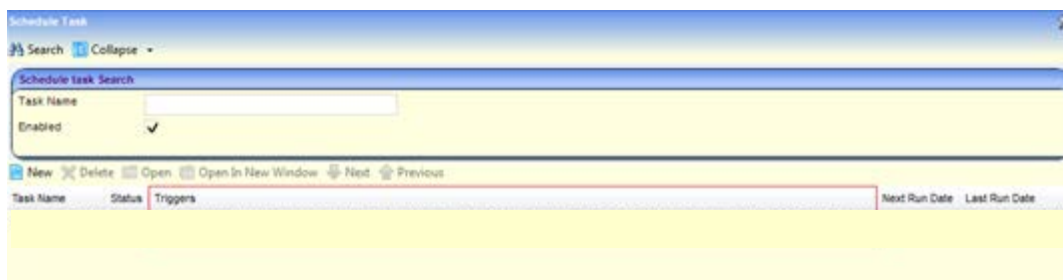 Schedule Task
Search Collapse
Schedule task Search
Task Name
Enabled
New Delete Open Open In New Window Next Previous
Task Name Status Triggers Next Run Date Last Run Date